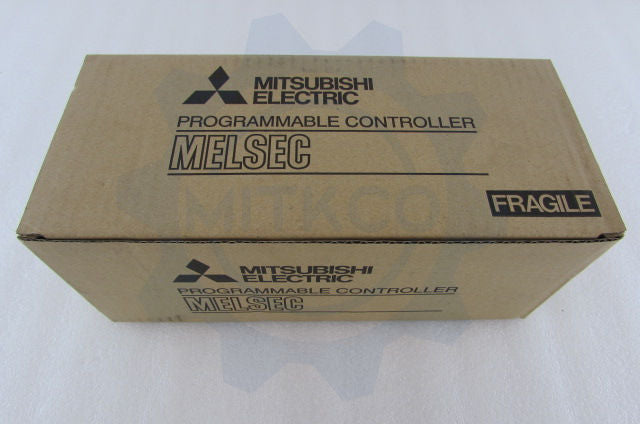 MITSUBISHI
ELECTRIC
PROGRAMMABLE CONTROLLER
MELSEC
FRAGILE
MITSUBISHI
ELECTRIC
PROGRAMMABLE CONTROLLER
MELSEC